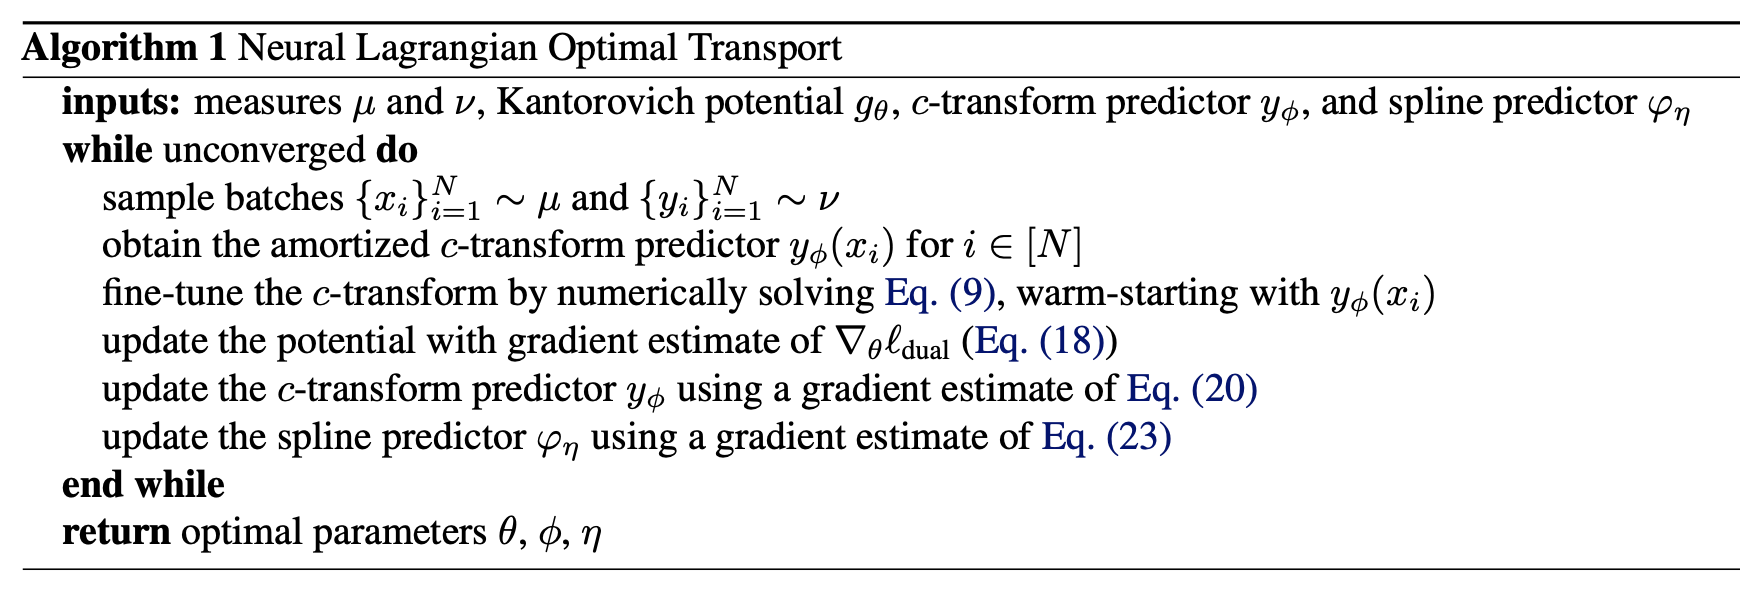 Algorithm 1 Neural Lagrangian Optimal Transport
inputs: measures μ and ν, Kantorovich potential g_θ, c-transform predictor y_ϕ, and spline predictor φ_η
while unconverged do
sample batches {x_i}_{i=1}^N ∼ μ and {y_i}_{i=1}^N ∼ ν
obtain the amortized c-transform predictor y_ϕ(x_i) for i ∈ [N]
fine-tune the c-transform by numerically solving Eq. (9), warm-starting with y_ϕ(x_i)
update the potential with gradient estimate of ∇_θ ℓ_dual (Eq. (18))
update the c-transform predictor y_ϕ using a gradient estimate of Eq. (20)
update the spline predictor φ_η using a gradient estimate of Eq. (23)
end while
return optimal parameters θ, ϕ, η